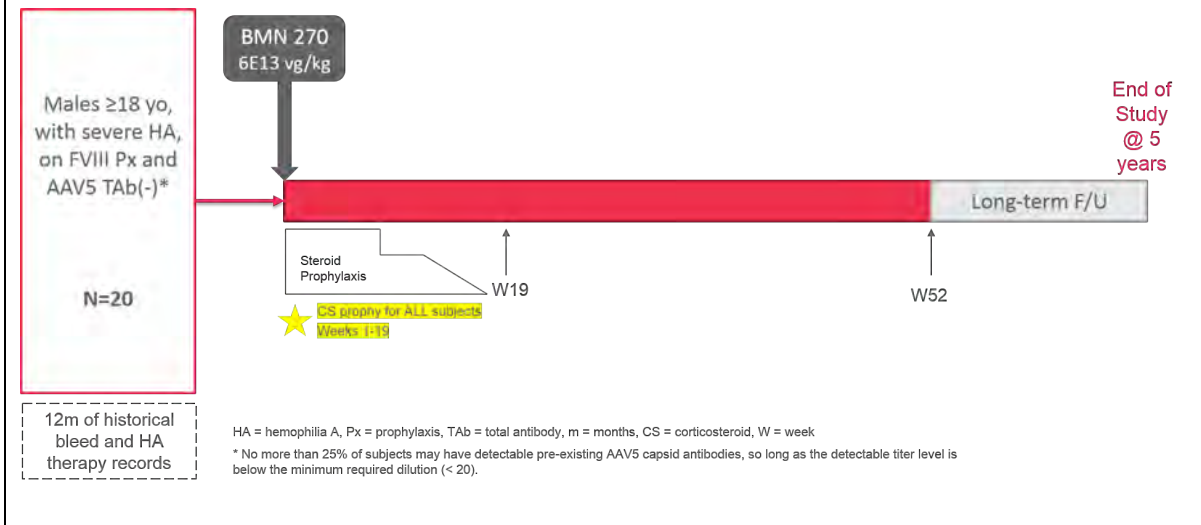 BMN 270
6E13 vg/kg
Males ≥18 yo,
with severe HA,
on FVIII Px and
AAV5 TAb(-)*
N=20
End of
Study
@ 5
years
Long-term F/U
Steroid
Prophylaxis
W19
W52
CS prophy for ALL subjects
Weeks 1-19
12m of historical
bleed and HA
therapy records
HA = hemophilia A, Px = prophylaxis, TAb = total antibody, m = months, CS = corticosteroid, W = week
* No more than 25% of subjects may have detectable pre-existing AAV5 capsid antibodies, so long as the detectable titer level is
below the minimum required dilution (< 20).